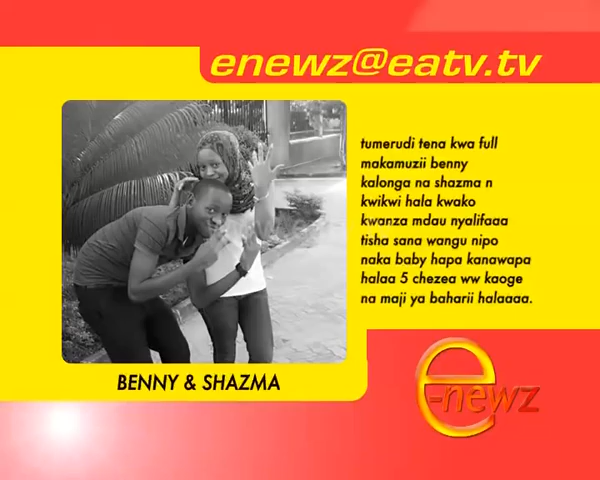 enewz@eatv.tv
tumerudi tena kwa full
makamuzii benny
kalonga na shazma n
kwikwi hala kwako
kwanza mdau nyalifaaa
tisha sana wangu nipo
naka baby hapa kanawapa
halaa 5 chezea ww kaoge
na maji ya baharii halaaaa.
BENNY & SHAZMA
e-newz